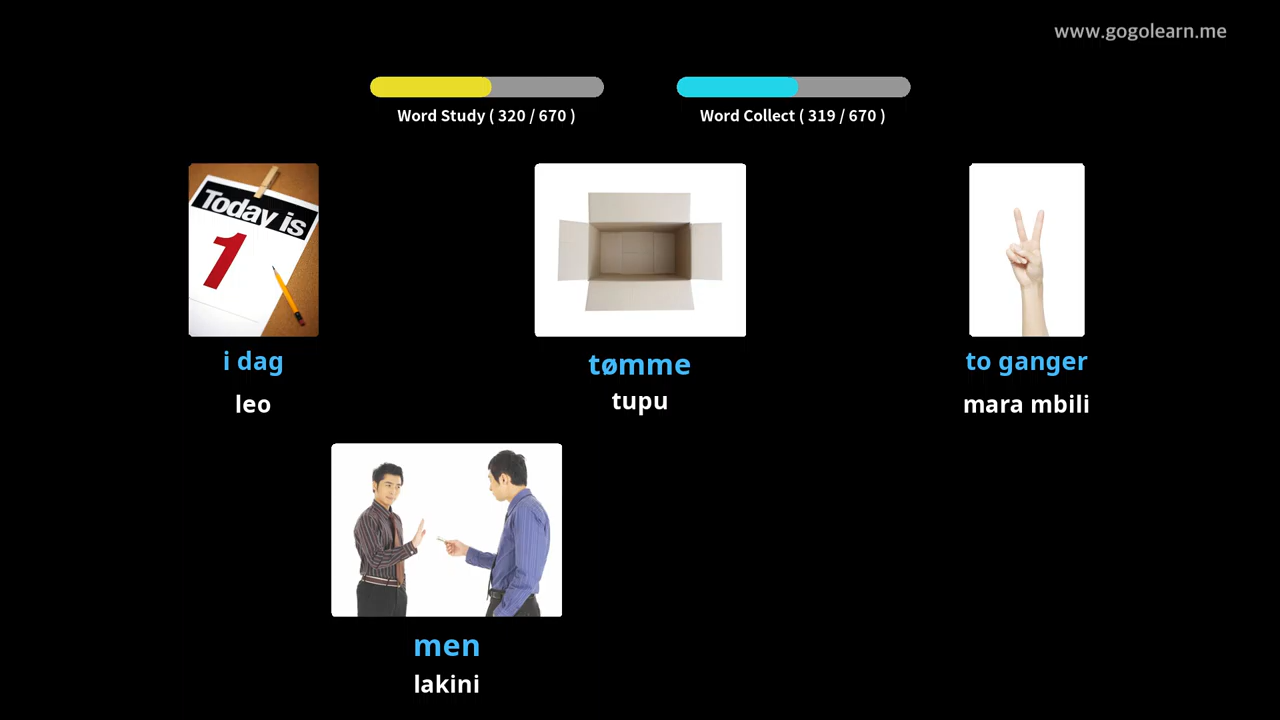 www.gogolearn.me
Word Study ( 320 / 670 )
Word Collect ( 319 / 670 )
Today is
1
i dag
leo
tømme
tupu
to ganger
mara mbili
men
lakini